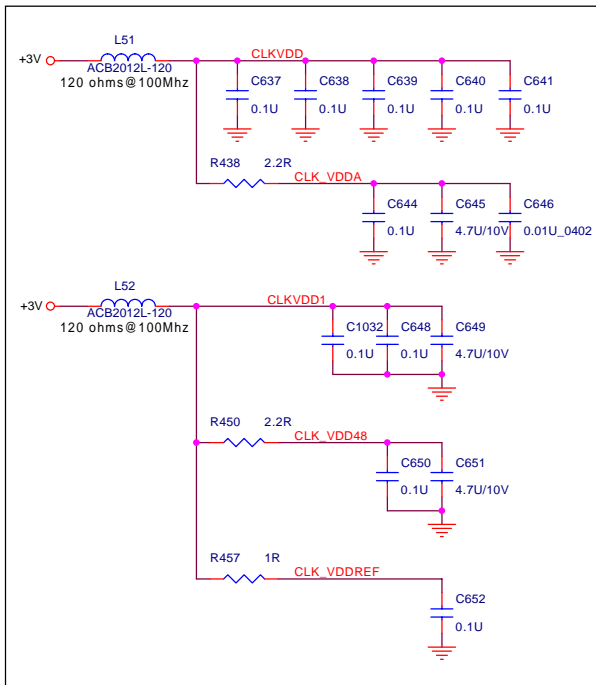 L51
+3V
CLKVDD
ACB2012L-120
120 ohms@100Mhz
C637 C638 C639 C640 C641
0.1U 0.1U 0.1U 0.1U 0.1U
R438 2.2R
CLK_VDDA
C644 C645 C646
0.1U 4.7U/10V 0.01U_0402
L52
+3V
CLKVDD1
ACB2012L-120
120 ohms@100Mhz
C1032 C648 C649
0.1U 0.1U 4.7U/10V
R450 2.2R
CLK_VDD48
C650 C651
0.1U 4.7U/10V
R457 1R
CLK_VDDREF
C652
0.1U